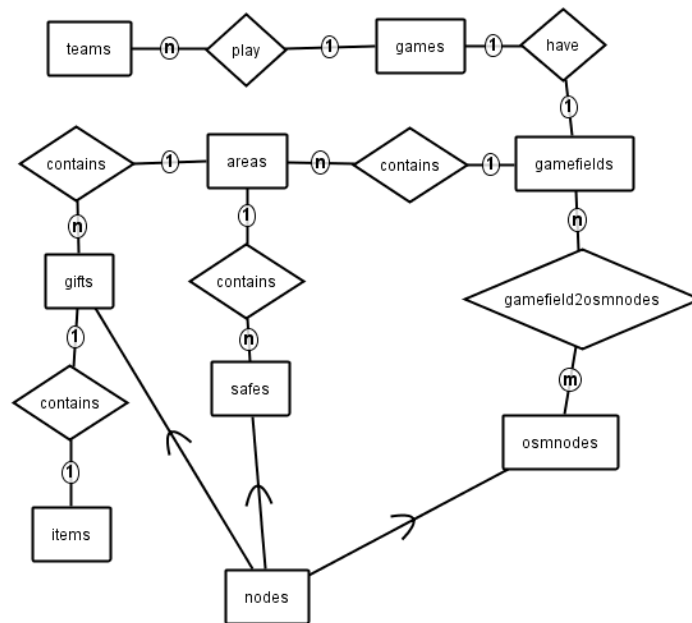 teams
n
play
1
games
1
have
1
contains
1
areas
n
contains
1
gamefields
n
1
n
gifts
contains
gamefield2osmnodes
1
n
m
contains
safes
osmnodes
1
items
nodes